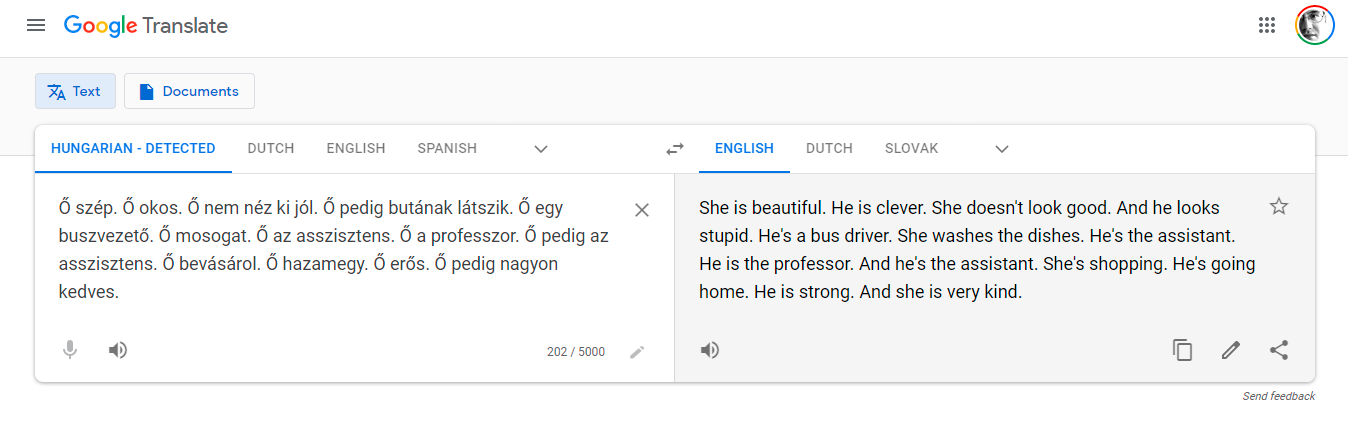 Google Translate
Text
Documents
HUNGARIAN - DETECTED
DUTCH
ENGLISH
SPANISH
ENGLISH
DUTCH
SLOVAK
Ő szép. Ő okos. Ő nem néz ki jól. Ő pedig butának látszik. Ő egy
buszvezető. Ő mosogat. Ő az asszisztens. Ő a professzor. Ő pedig az
asszisztens. Ő bevásárol. Ő hazamegy. Ő erős. Ő pedig nagyon
kedves.
202 / 5000
She is beautiful. He is clever. She doesn't look good. And he looks
stupid. He's a bus driver. She washes the dishes. He's the assistant.
He is the professor. And he's the assistant. She's shopping. He's going
home. He is strong. And she is very kind.
Send feedback